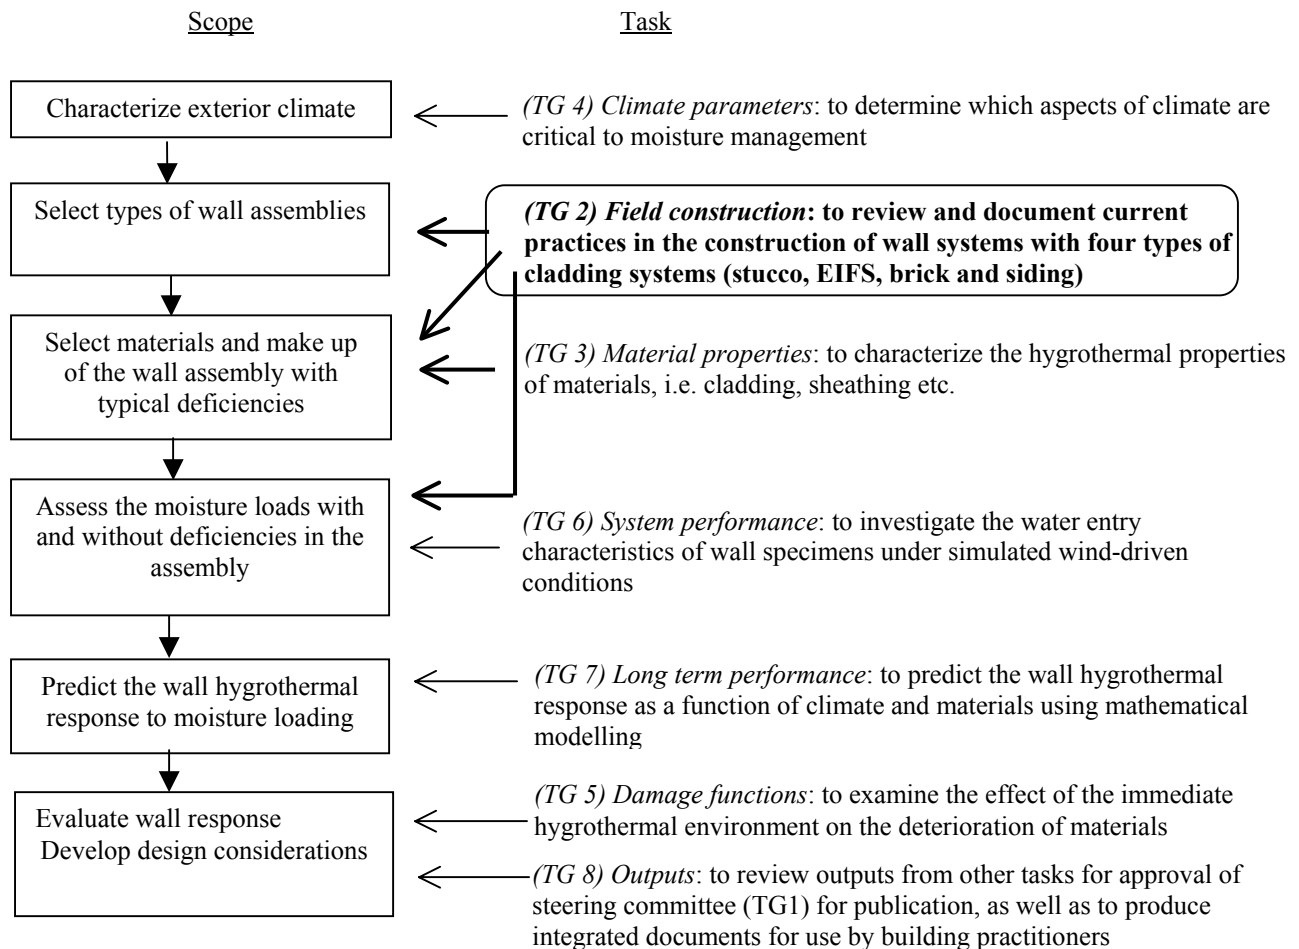 Scope
Task
Characterize exterior climate
(TG 4) Climate parameters: to determine which aspects of climate are
critical to moisture management
Select types of wall assemblies
(TG 2) Field construction: to review and document current
practices in the construction of wall systems with four types of
cladding systems (stucco, EIFS, brick and siding)
Select materials and make up
of the wall assembly with
typical deficiencies
(TG 3) Material properties: to characterize the hygrothermal properties
of materials, i.e. cladding, sheathing etc.
Assess the moisture loads with
and without deficiencies in the
assembly
(TG 6) System performance: to investigate the water entry
characteristics of wall specimens under simulated wind-driven
conditions
Predict the wall hygrothermal
response to moisture loading
(TG 7) Long term performance: to predict the wall hygrothermal
response as a function of climate and materials using mathematical
modelling
Evaluate wall response
Develop design considerations
(TG 5) Damage functions: to examine the effect of the immediate
hygrothermal environment on the deterioration of materials
(TG 8) Outputs: to review outputs from other tasks for approval of
steering committee (TG1) for publication, as well as to produce
integrated documents for use by building practitioners